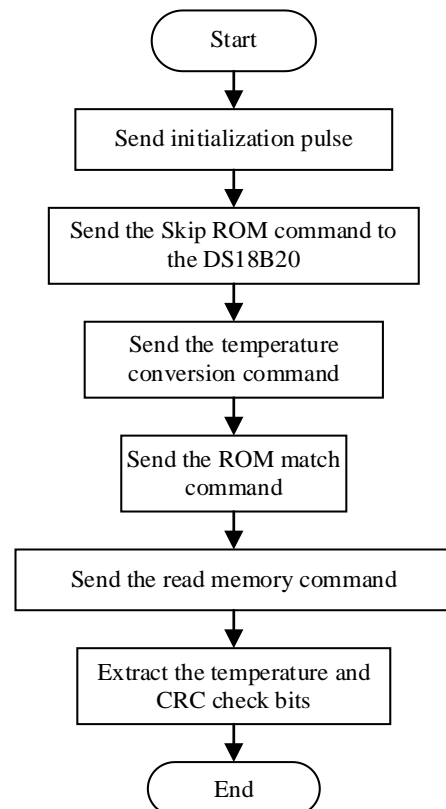 Start
Send initialization pulse
Send the Skip ROM command to
the DS18B20
Send the temperature
conversion command
Send the ROM match
command
Send the read memory command
Extract the temperature and
CRC check bits
End